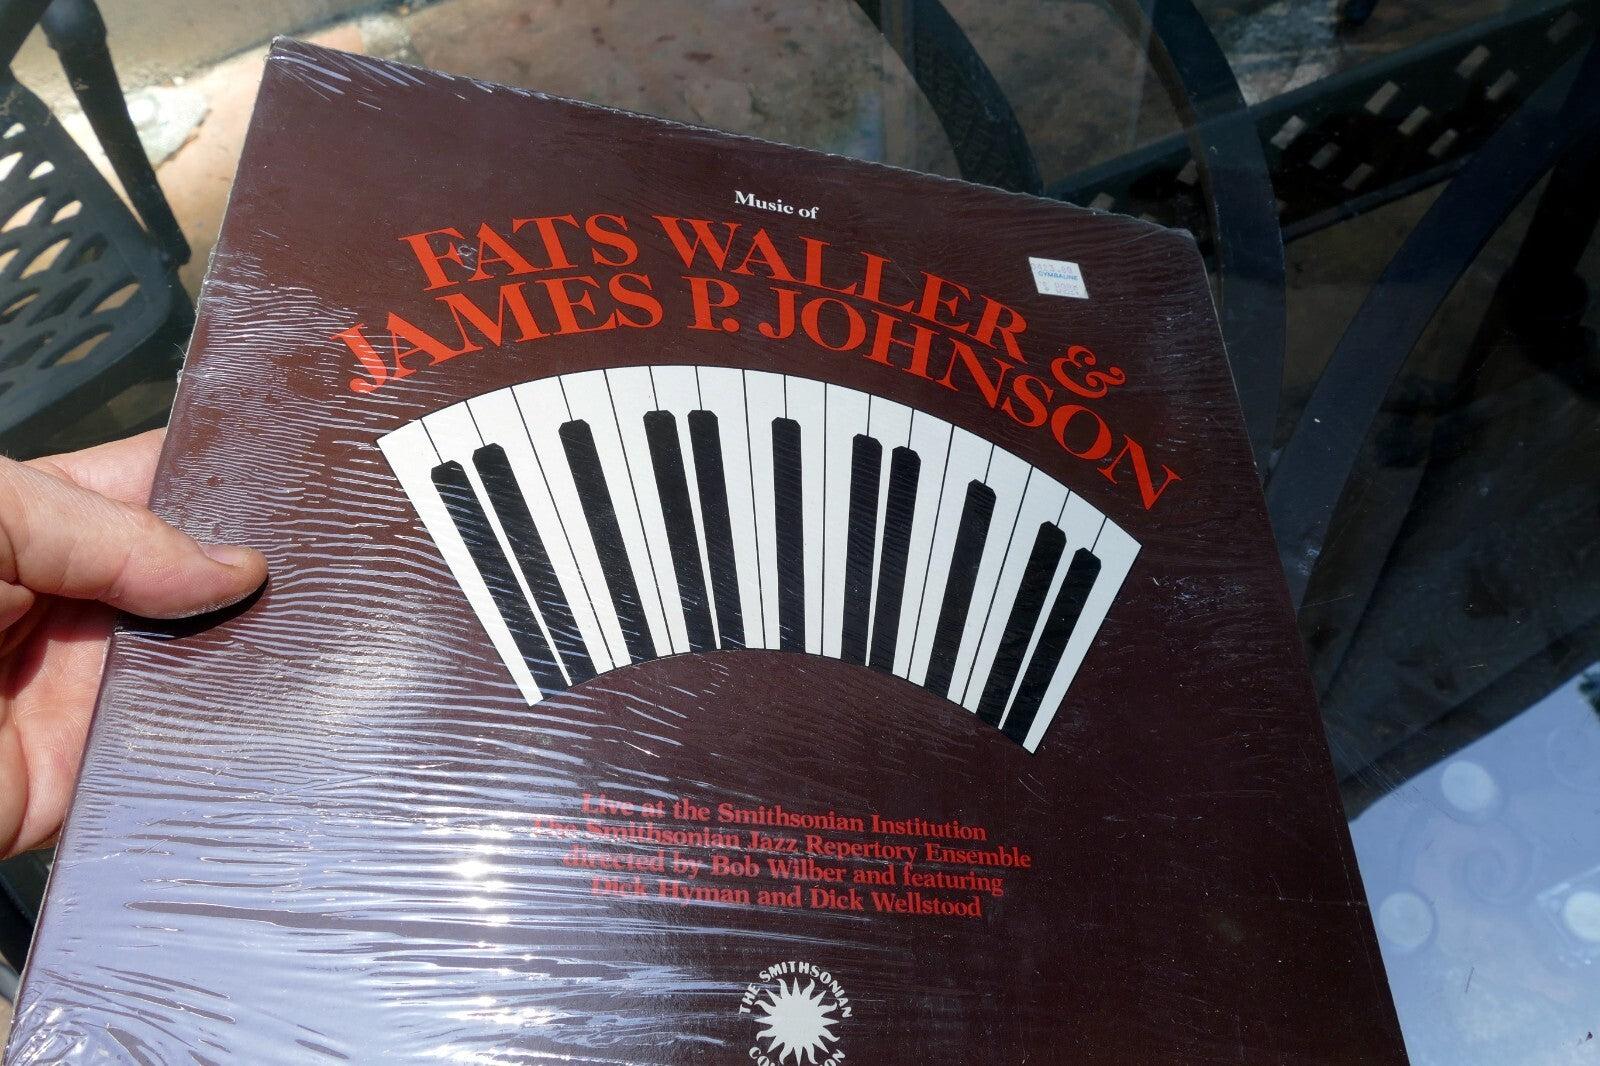 Music of
FATS WALLER &
JAMES P. JOHNSON
CYMBALINE
Live at the Smithsonian Institution
The Smithsonian Jazz Repertory Ensemble
directed by Bob Wilber and featuring
Dick Hyman and Dick Wellstood
THE SMITHSONIAN